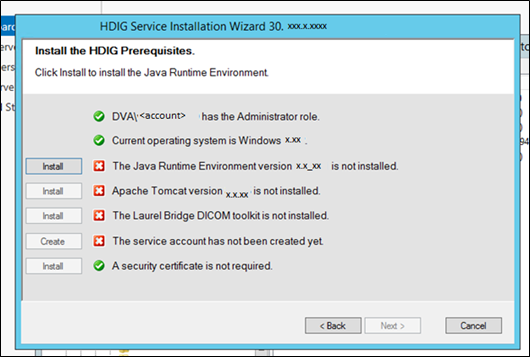 HDIG Service Installation Wizard 30. xxx.x.xxxx
Install the HDIG Prerequisites.
Click Install to install the Java Runtime Environment.
DVA\<account> has the Administrator role.
Current operating system is Windows x.xx .
Install
The Java Runtime Environment version x.x_xx is not installed.
Install
Apache Tomcat version x.x.xx is not installed.
Install
The Laurel Bridge DICOM toolkit is not installed.
Create
The service account has not been created yet.
Install
A security certificate is not required.
< Back
Next >
Cancel